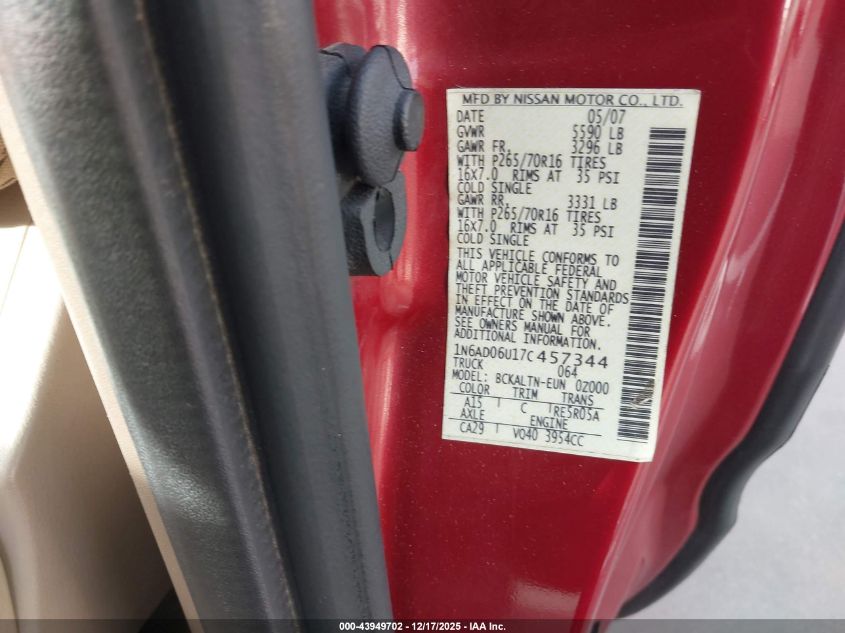 MFD BY NISSAN MOTOR CO., LTD.
DATE 05/07
GVWR 5590 LB
GAWR FR. 3296 LB
WITH P265/70R16 TIRES
16X7.0 RIMS AT 35 PSI
COLD SINGLE
GAWR RR. 3331 LB
WITH P265/70R16 TIRES
16X7.0 RIMS AT 35 PSI
COLD SINGLE
THIS VEHICLE CONFORMS TO
ALL APPLICABLE FEDERAL
MOTOR VEHICLE SAFETY AND
THEFT PREVENTION STANDARDS
IN EFFECT ON THE DATE OF
MANUFACTURE SHOWN ABOVE.
SEE OWNERS MANUAL FOR
ADDITIONAL INFORMATION.
1N6AD06U17C457344
TRUCK 064
MODEL: BCKALTN-EUN 02000
COLOR TRIM TRANS
A15 C RE5R05A
AXLE ENGINE
CA29 VQ40 3954CC
000-43949702 — 12/17/2025 — IAA Inc.